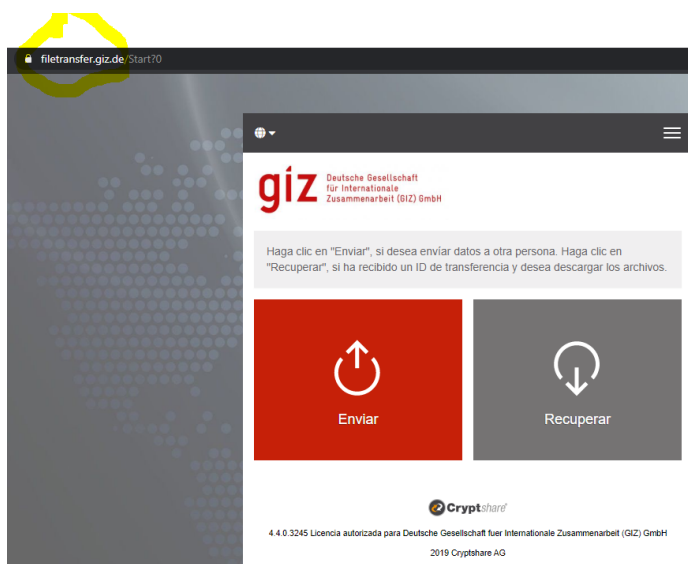 filetransfer.giz.de/Start?0
giz Deutsche Gesellschaft
für Internationale
Zusammenarbeit (GIZ) GmbH
Haga clic en "Enviar", si desea envíar datos a otra persona. Haga clic en
"Recuperar", si ha recibido un ID de transferencia y desea descargar los archivos.
Enviar
Recuperar
Cryptshare
4.4.0.3245 Licencia autorizada para Deutsche Gesellschaft fuer Internationale Zusammenarbeit (GIZ) GmbH
2019 Cryptshare AG